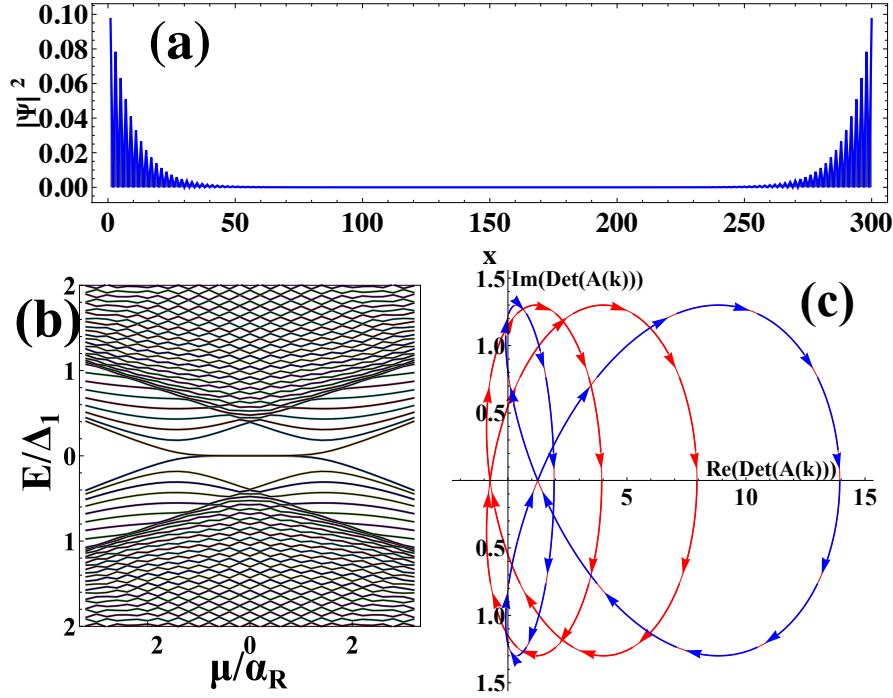 (a)
|Ψ|²
0.10
0.08
0.06
0.04
0.02
0.00
0 50 100 150 200 250 300
x
(b)
E/Δ₁
2
1
0
1
2
2 0 2
μ/α_R
(c)
Im(Det(A(k)))
1.5
1.0
0.5
0.5
1.0
1.5
Re(Det(A(k)))
5 10 15